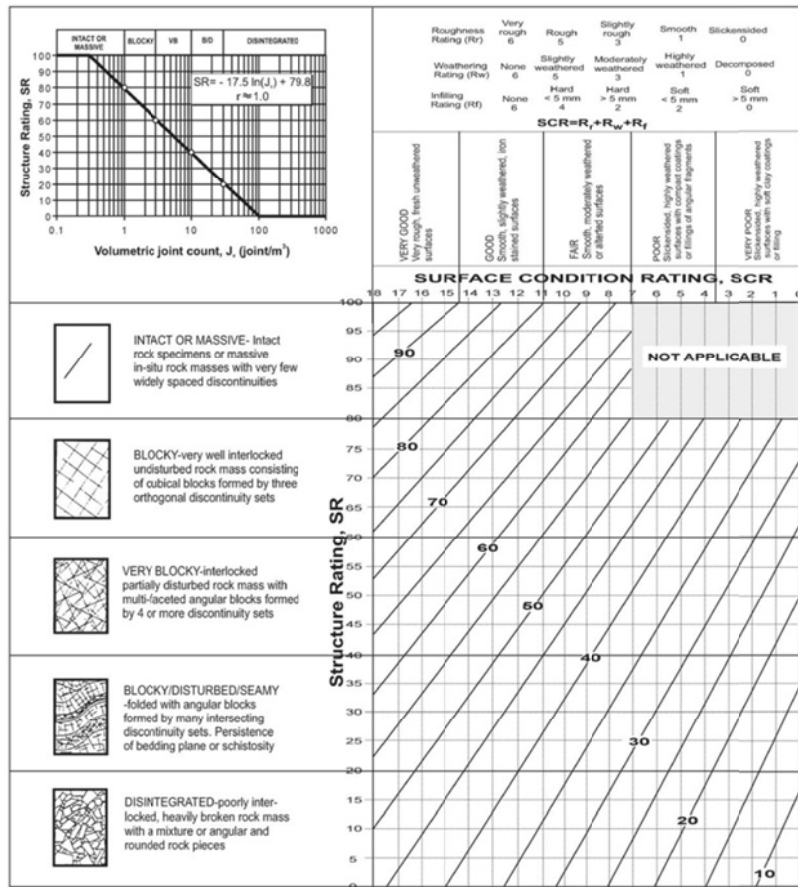 INTACT OR MASSIVE BLOCKY VB B/D DISINTEGRATED
Structure Rating, SR
100
80
60
40
20
0
SR= - 17.5 ln(Jᵥ) + 79.8
r ≈ 1.0
0.1 1 10 100 1000
Volumetric joint count, Jᵥ (joint/m³)
Roughness Rating (Rr)
Very rough 6
Rough 5
Slightly rough 3
Smooth 1
Slickensided 0
Weathering Rating (Rw)
None 6
Slightly weathered 5
Moderately weathered 3
Highly weathered 1
Decomposed 0
Infilling Rating (Rf)
None 6
Hard < 5 mm 4
Hard > 5 mm 2
Soft < 5 mm 2
Soft > 5 mm 0
SCR=Rr+Rw+Rf
VERY GOOD
Very rough, fresh unweathered
surfaces
GOOD
Smooth, slightly weathered, iron
stained surfaces
FAIR
Smooth, moderately weathered
or alterted surfaces
POOR
Slickensided, highly weathered
surfaces with compact coatings
or fillings of angular fragments
VERY POOR
Slickensided, highly weathered
surfaces with soft clay coatings
or filling
SURFACE CONDITION RATING, SCR
18 17 16 15 14 13 12 11 10 9 8 7 6 5 4 3 2 1 0
Structure Rating, SR
100
95
90
85
80
75
70
65
60
55
50
45
40
35
30
25
20
15
10
5
0
NOT APPLICABLE
90
80
70
60
50
40
30
20
10
INTACT OR MASSIVE- Intact
rock specimens or massive
in-situ rock masses with very few
widely spaced discontinuities
BLOCKY-very well interlocked
undisturbed rock mass consisting
of cubical blocks formed by three
orthogonal discontinuity sets
VERY BLOCKY-interlocked
partially disturbed rock mass with
multi-faceted angular blocks formed
by 4 or more discontinuity sets
BLOCKY/DISTURBED/SEAMY
-folded with angular blocks
formed by many intersecting
discontinuity sets. Persistence
of bedding plane or schistosity
DISINTEGRATED-poorly inter-
locked, heavily broken rock mass
with a mixture or angular and
rounded rock pieces